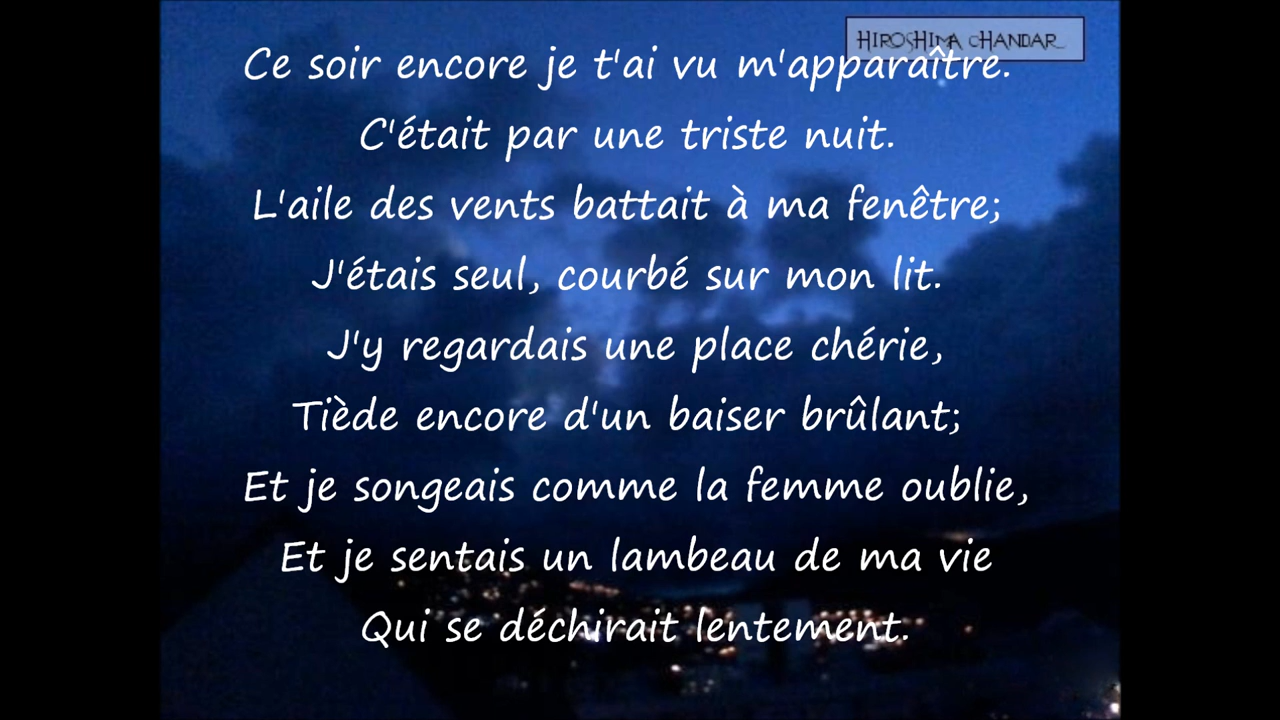 HIROSHIMA CHANDAR
Ce soir encore je t'ai vu m'apparaître.
C'était par une triste nuit.
L'aile des vents battait à ma fenêtre;
J'étais seul, courbé sur mon lit.
J'y regardais une place chérie,
Tiède encore d'un baiser brûlant;
Et je songeais comme la femme oublie,
Et je sentais un lambeau de ma vie
Qui se déchirait lentement.